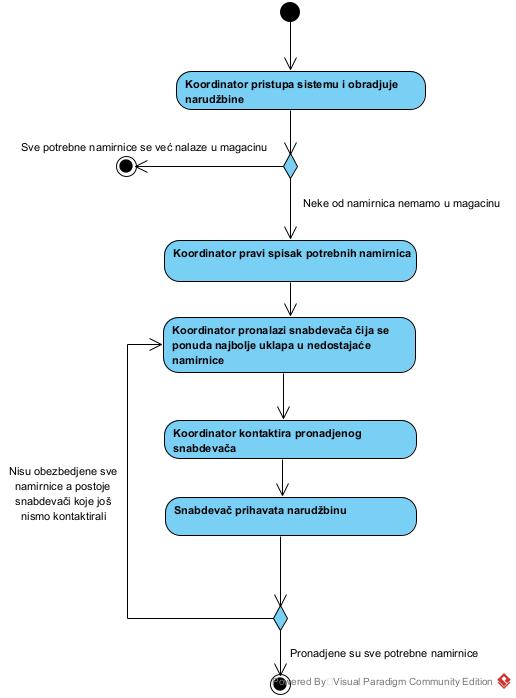 Koordinator pristupa sistemu i obradjuje
narudžbine
Sve potrebne namirnice se već nalaze u magacinu
Neke od namirnica nemamo u magacinu
Koordinator pravi spisak potrebnih namirnica
Koordinator pronalazi snabdevača čija se
ponuda najbolje uklapa u nedostajaće
namirnice
Koordinator kontaktira pronadjenog
snabdevača
Nisu obezbedjene sve
namirnice a postoje
snabdevači koje još
nismo kontaktirali
Snabdevač prihavata narudžbinu
Pronadjene su sve potrebne namirnice
Powered By Visual Paradigm Community Edition